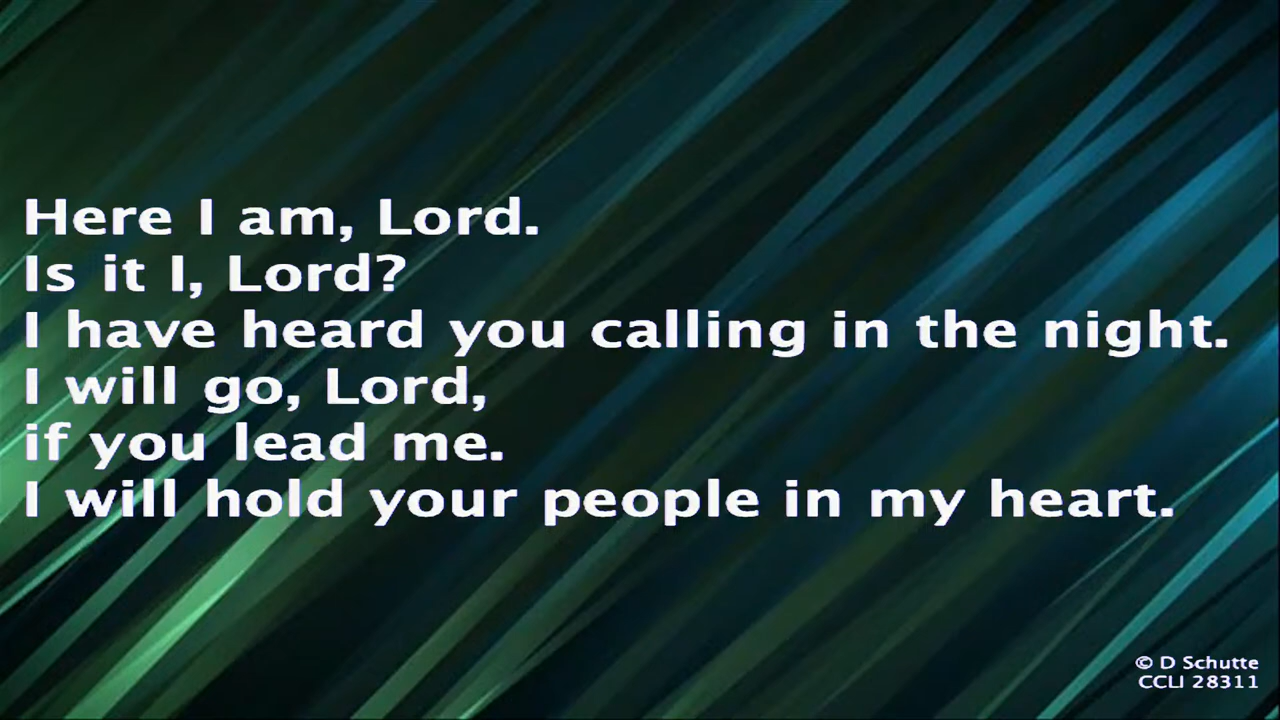 Here I am, Lord.
Is it I, Lord?
I have heard you calling in the night.
I will go, Lord,
if you lead me.
I will hold your people in my heart.
© D Schutte
CCLI 28311